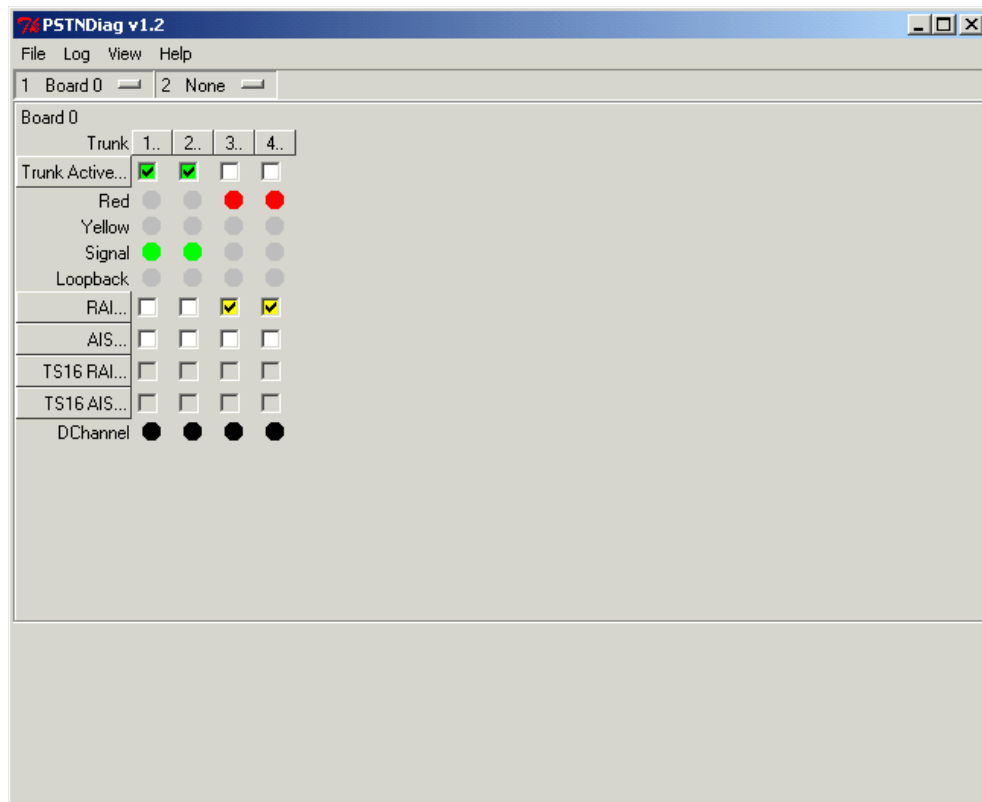 PSTNDiag v1.2
File Log View Help
1 Board 0 2 None
Board 0
Trunk 1.. 2.. 3.. 4..
Trunk Active...
Red
Yellow
Signal
Loopback
RAI...
AIS...
TS16 RAI...
TS16 AIS...
DChannel